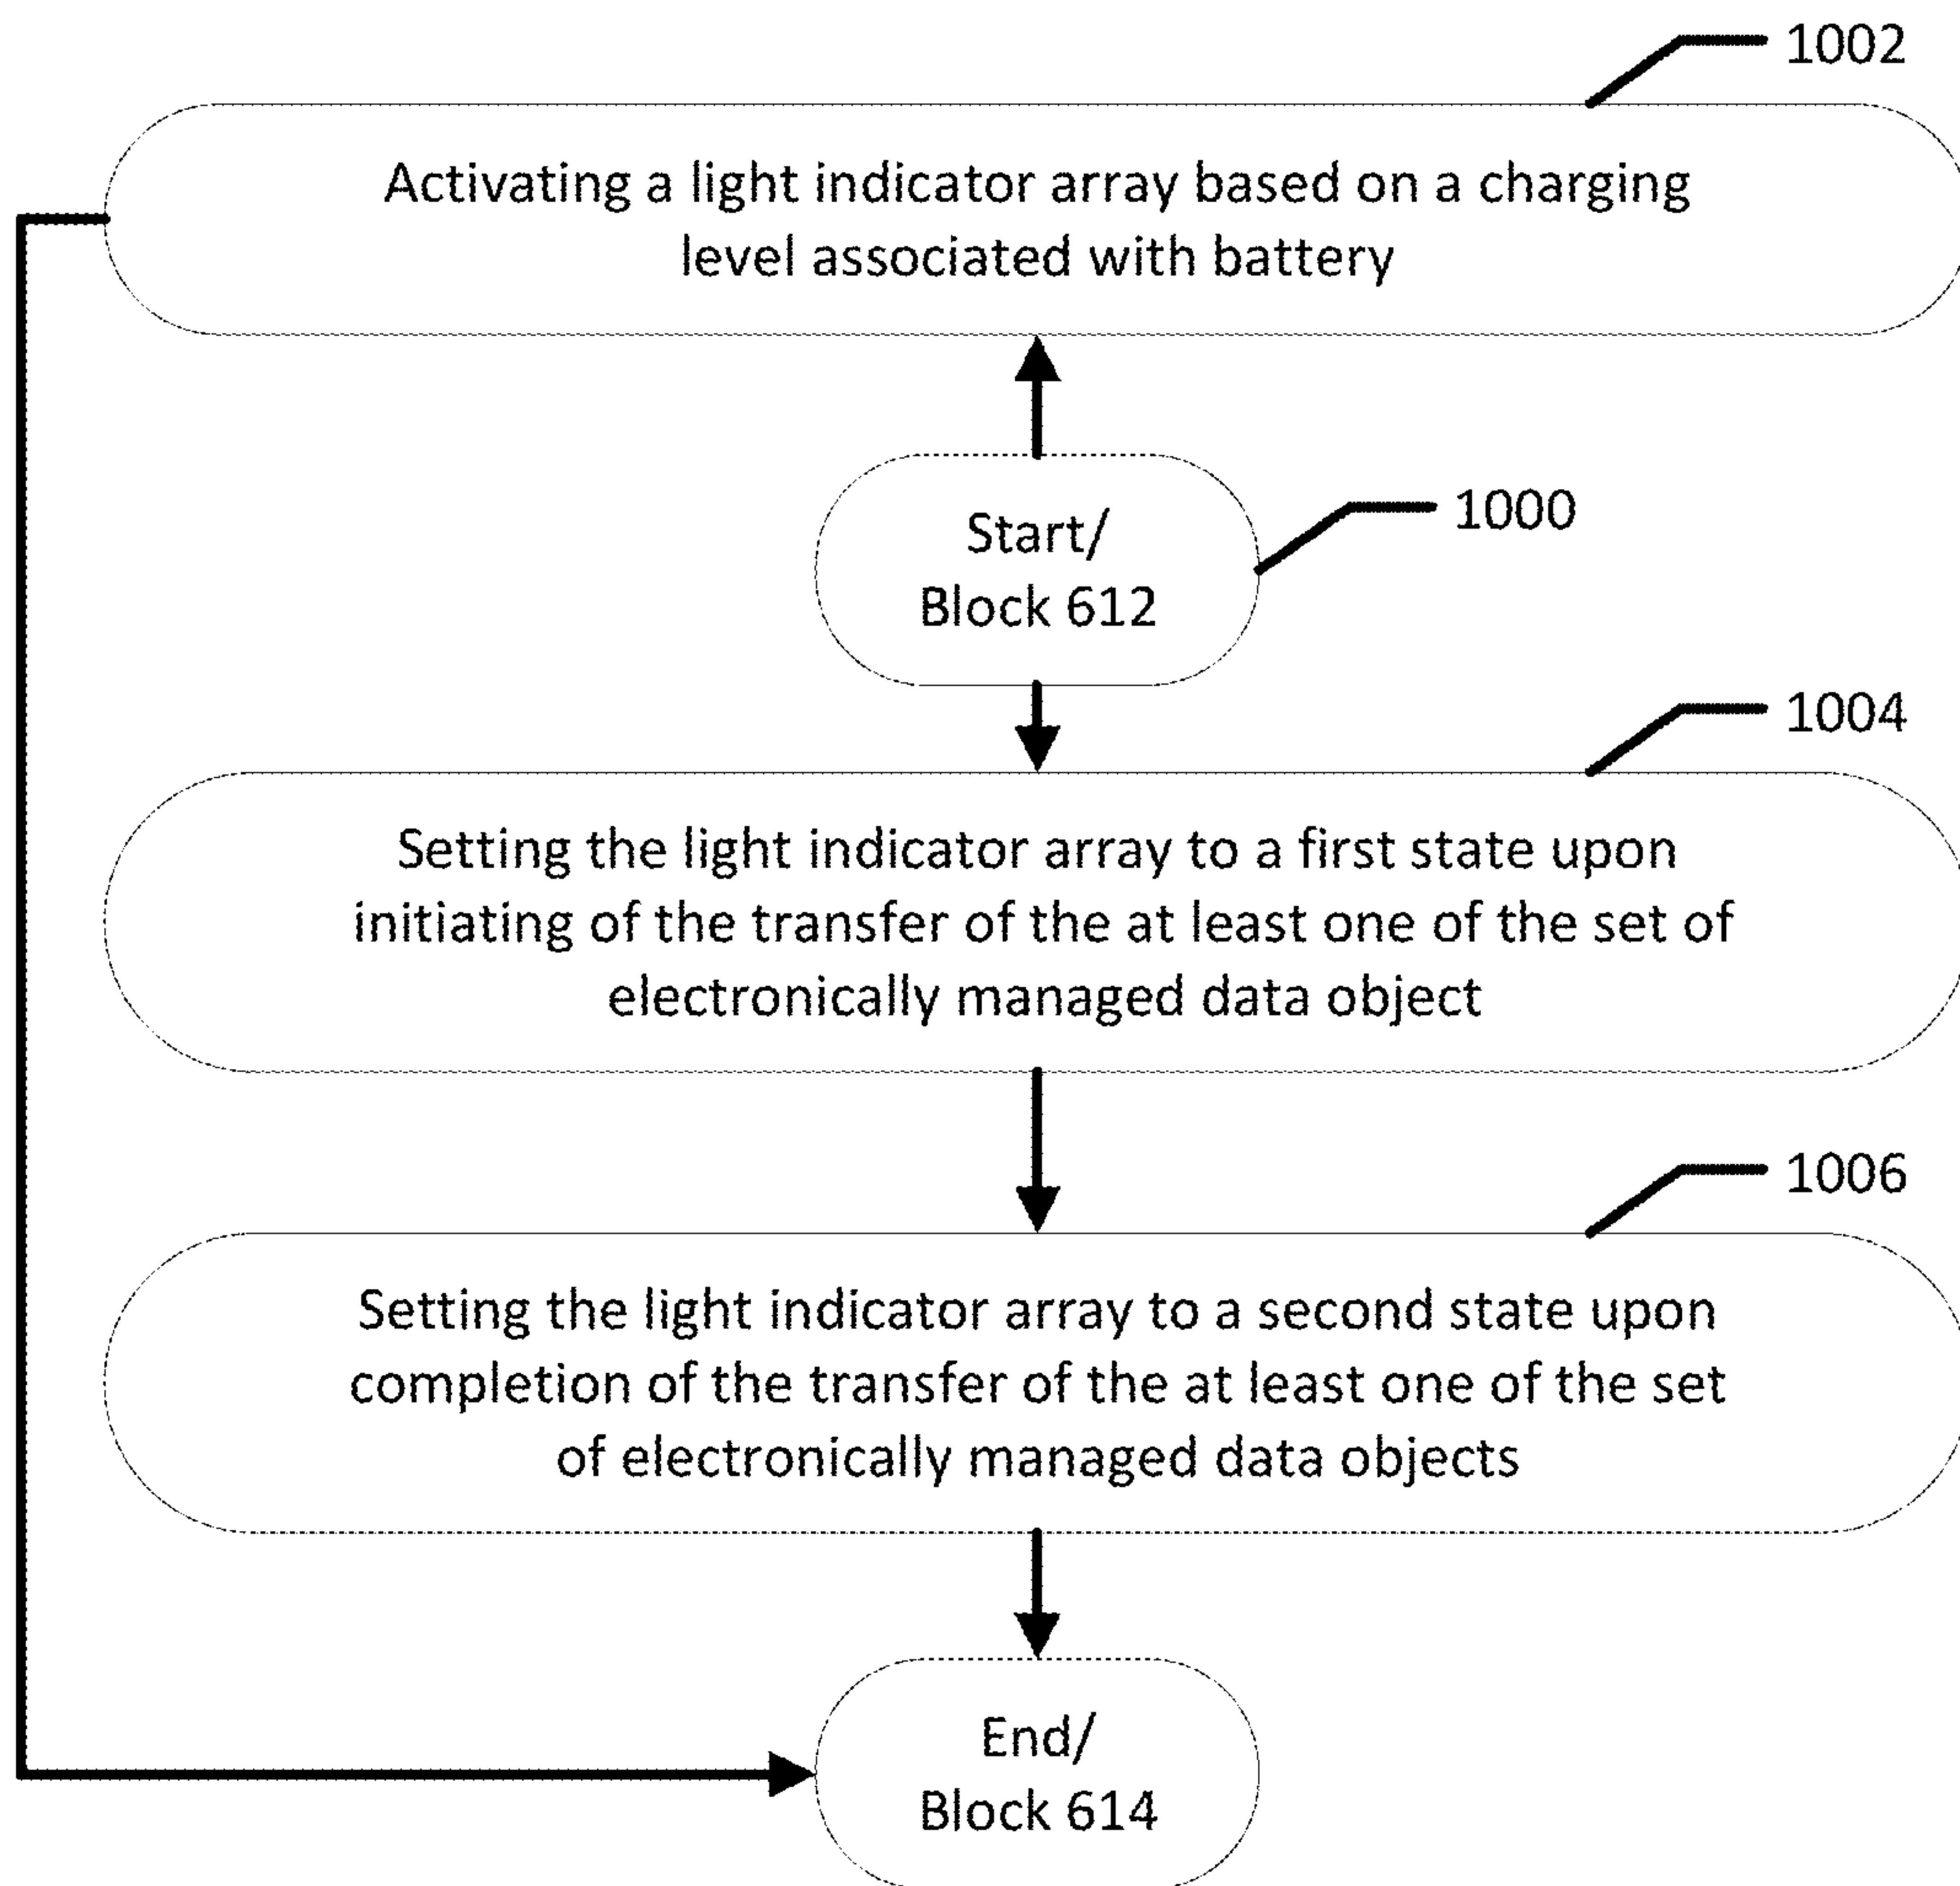 1002
Activating a light indicator array based on a charging
level associated with battery
Start/
Block 612
1000
1004
Setting the light indicator array to a first state upon
initiating of the transfer of the at least one of the set of
electronically managed data object
1006
Setting the light indicator array to a second state upon
completion of the transfer of the at least one of the set
of electronically managed data objects
End/
Block 614